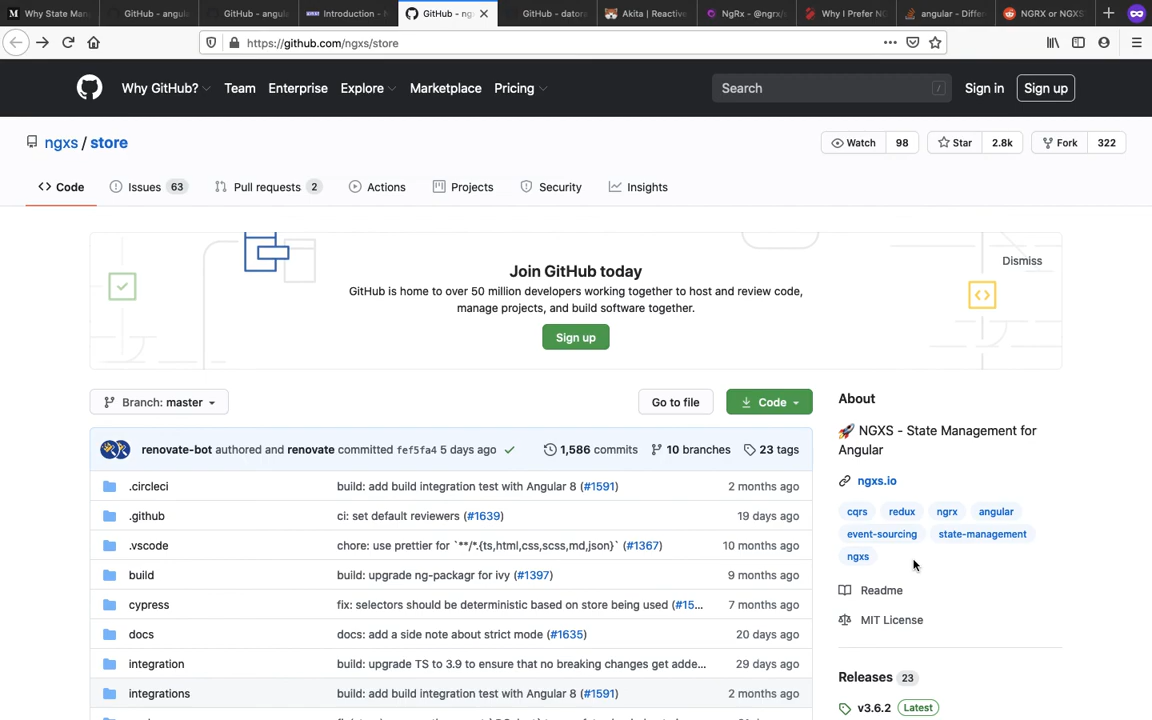 Why State Man
GitHub - angula
GitHub - angula
Introduction - N
GitHub - ng
GitHub - dator
Akita | Reactive
NgRx - @ngrx/s
Why I Prefer NG
angular - Differ
NGRX or NGXS
https://github.com/ngxs/store
Why GitHub? Team Enterprise Explore Marketplace Pricing
Search /
Sign in Sign up
ngxs / store
Watch 98 Star 2.8k Fork 322
Code Issues 63 Pull requests 2 Actions Projects Security Insights
Join GitHub today
Dismiss
GitHub is home to over 50 million developers working together to host and review code,
manage projects, and build software together.
Sign up
Branch: master Go to file Code
renovate-bot authored and renovate committed fef5fa4 5 days ago 1,586 commits 10 branches 23 tags
.circleci build: add build integration test with Angular 8 (#1591) 2 months ago
.github ci: set default reviewers (#1639) 19 days ago
.vscode chore: use prettier for `**/*.{ts,html,css,scss,md,json}` (#1367) 10 months ago
build build: upgrade ng-packagr for ivy (#1397) 9 months ago
cypress fix: selectors should be deterministic based on store being used (#15... 7 months ago
docs docs: add a side note about strict mode (#1635) 20 days ago
integration build: upgrade TS to 3.9 to ensure that no breaking changes get adde... 29 days ago
integrations build: add build integration test with Angular 8 (#1591) 2 months ago
About
🚀 NGXS - State Management for
Angular
ngxs.io
cqrs redux ngrx angular
event-sourcing state-management
ngxs
Readme
MIT License
Releases 23
v3.6.2 Latest